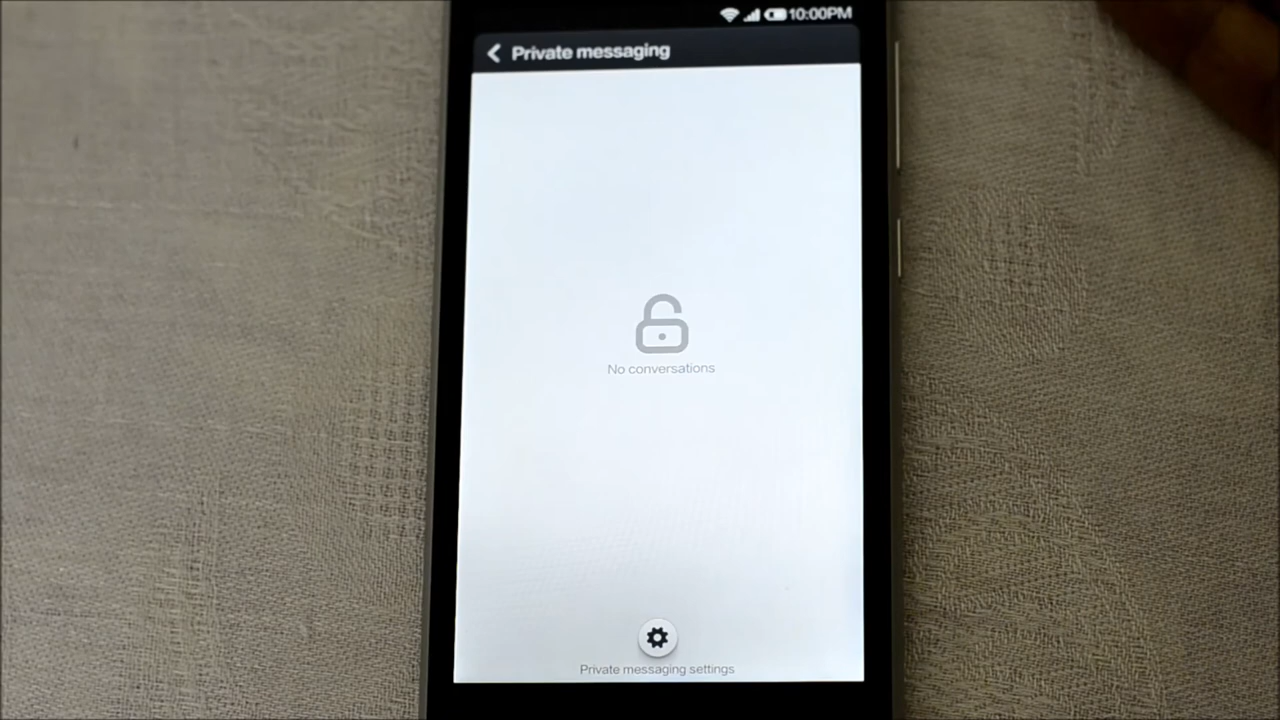 10:00PM
Private messaging
No conversations
Private messaging settings